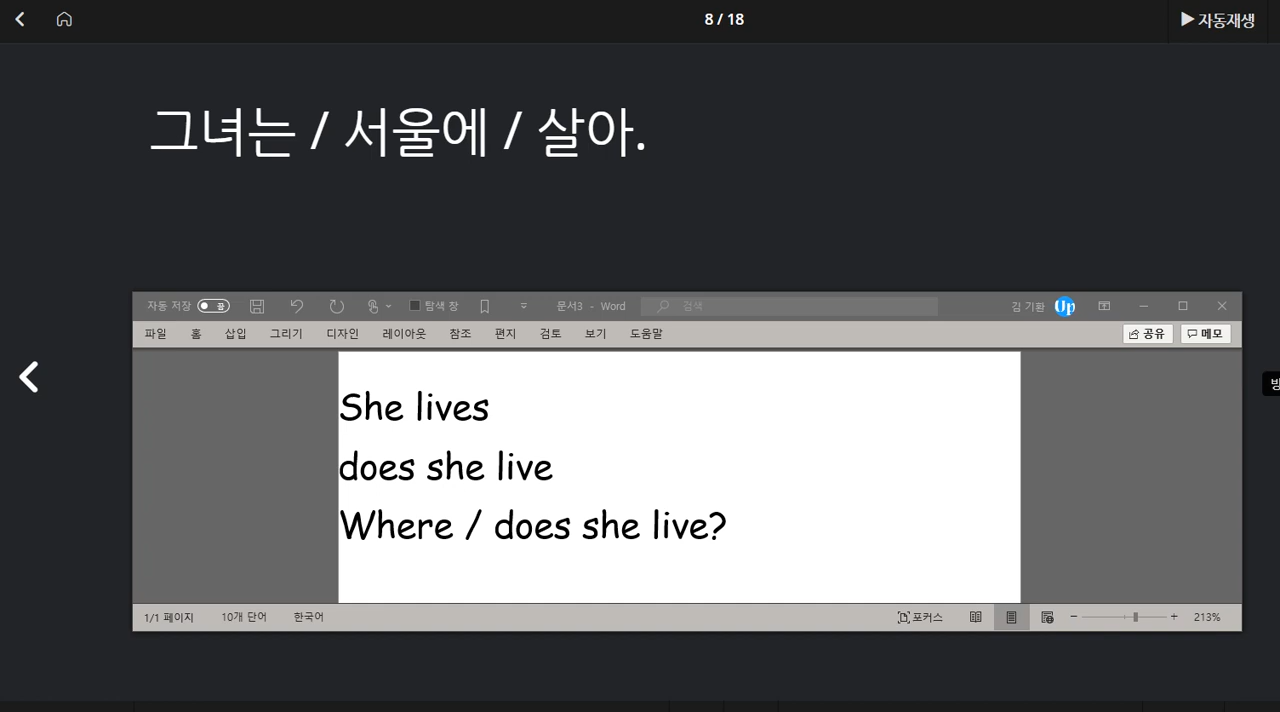 8 / 18
▶ 자동재생
그녀는 / 서울에 / 살아.
자동 저장 끔 탐색 창 문서3 - Word 검색 김 기환 Up
파일 홈 삽입 그리기 디자인 레이아웃 참조 편지 검토 보기 도움말 공유 메모
She lives
does she live
Where / does she live?
1/1 페이지 10개 단어 한국어 포커스 213%